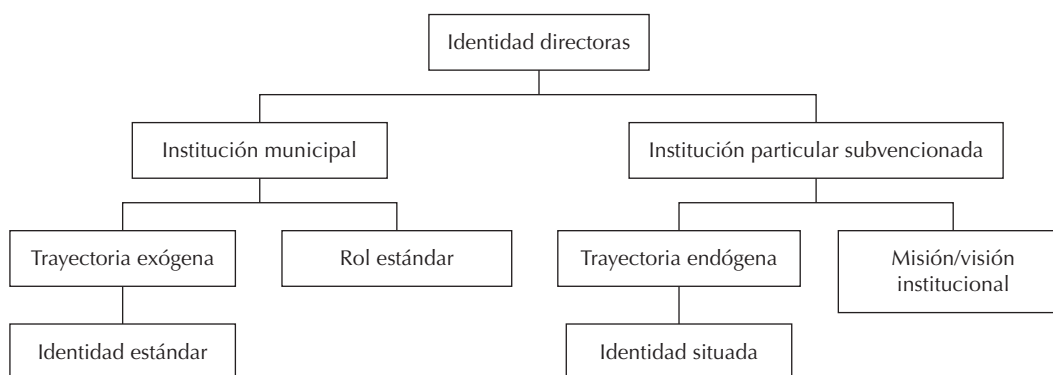 Identidad directoras
Institución municipal
Institución particular subvencionada
Trayectoria exógena
Rol estándar
Trayectoria endógena
Misión/visión
institucional
Identidad estándar
Identidad situada